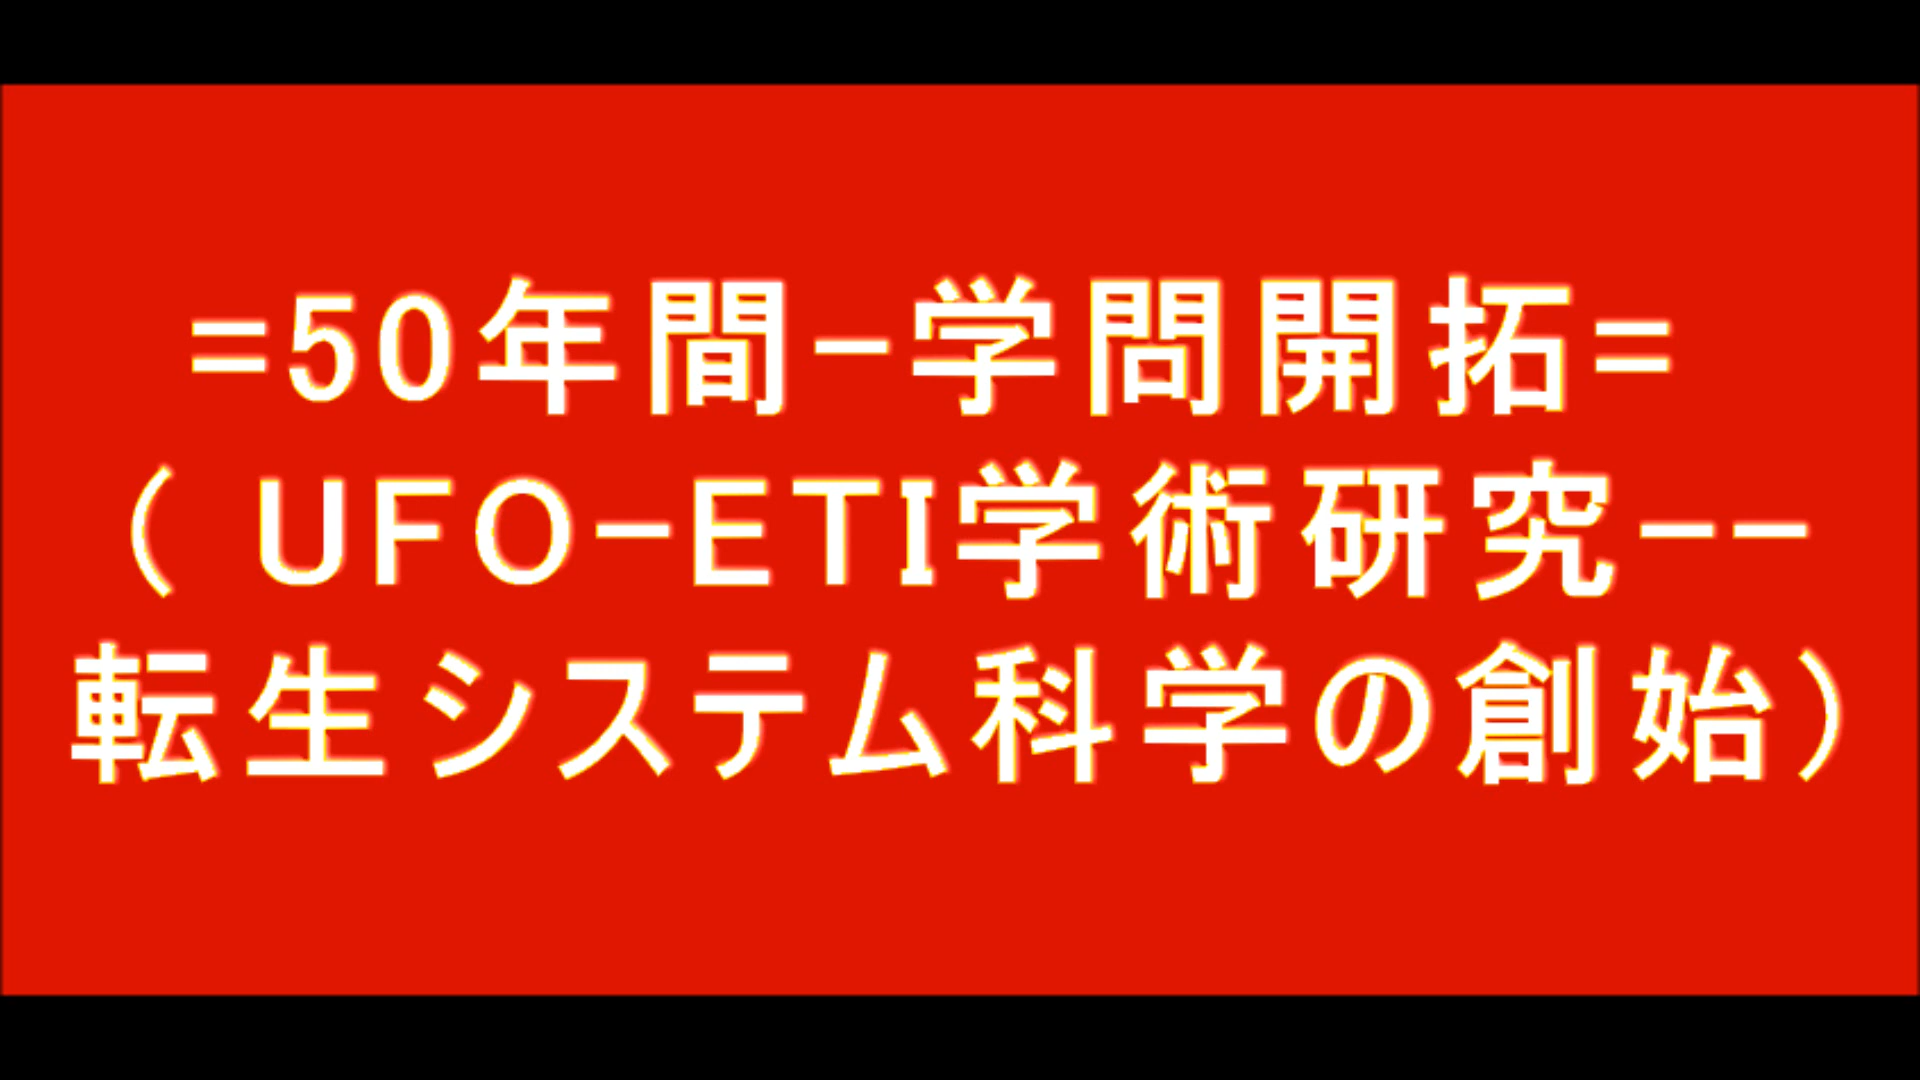 =50年間-学問開拓=
( UFO-ETI学術研究--
転生システム科学の創始)